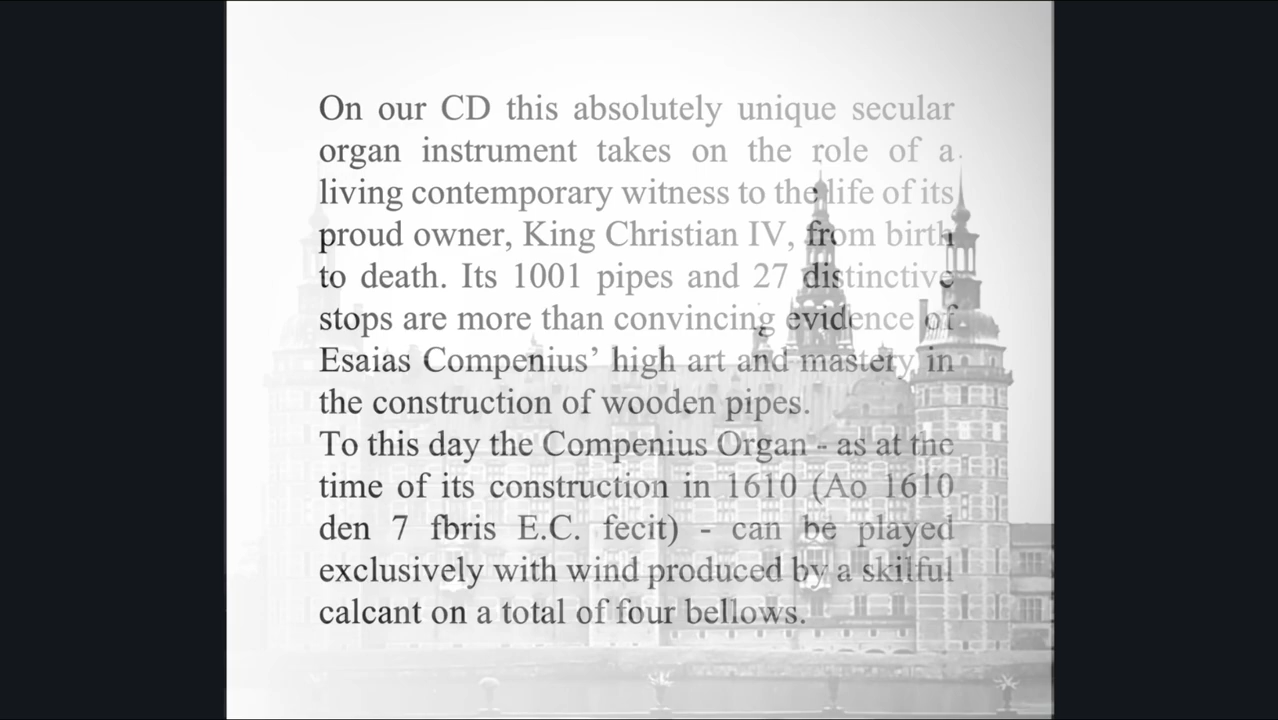 On our CD this absolutely unique secular
organ instrument takes on the role of a
living contemporary witness to the life of its
proud owner, King Christian IV, from birth
to death. Its 1001 pipes and 27 distinctive
stops are more than convincing evidence of
Esaias Compenius’ high art and mastery in
the construction of wooden pipes.
To this day the Compenius Organ - as at the
time of its construction in 1610 (Ao 1610
den 7 fbris E.C. fecit) - can be played
exclusively with wind produced by a skilful
calcant on a total of four bellows.